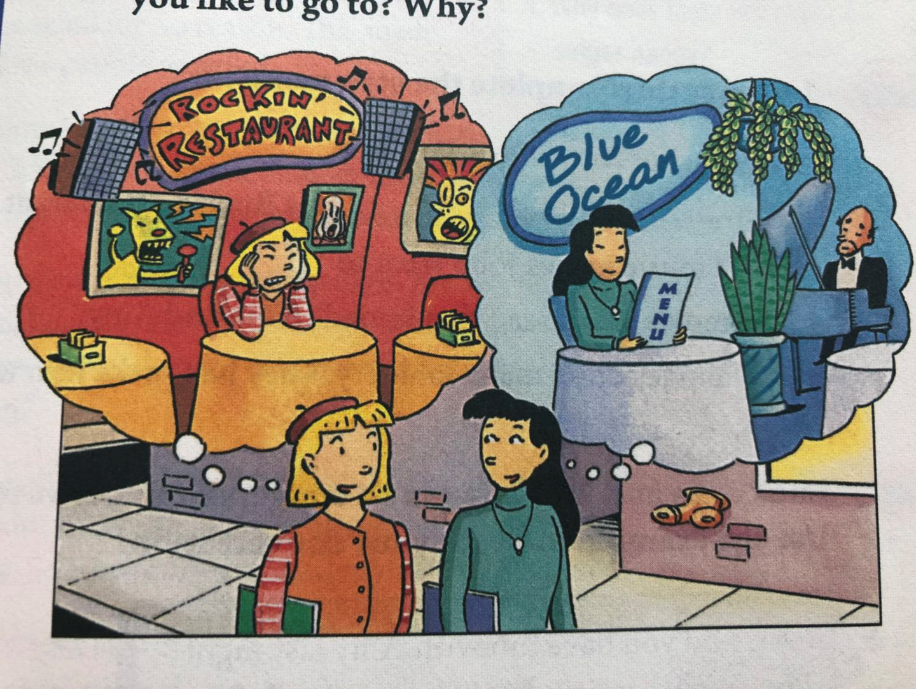 you like to go to? Why?
ROCKIN'
RESTAURANT
Blue
Ocean
MENU